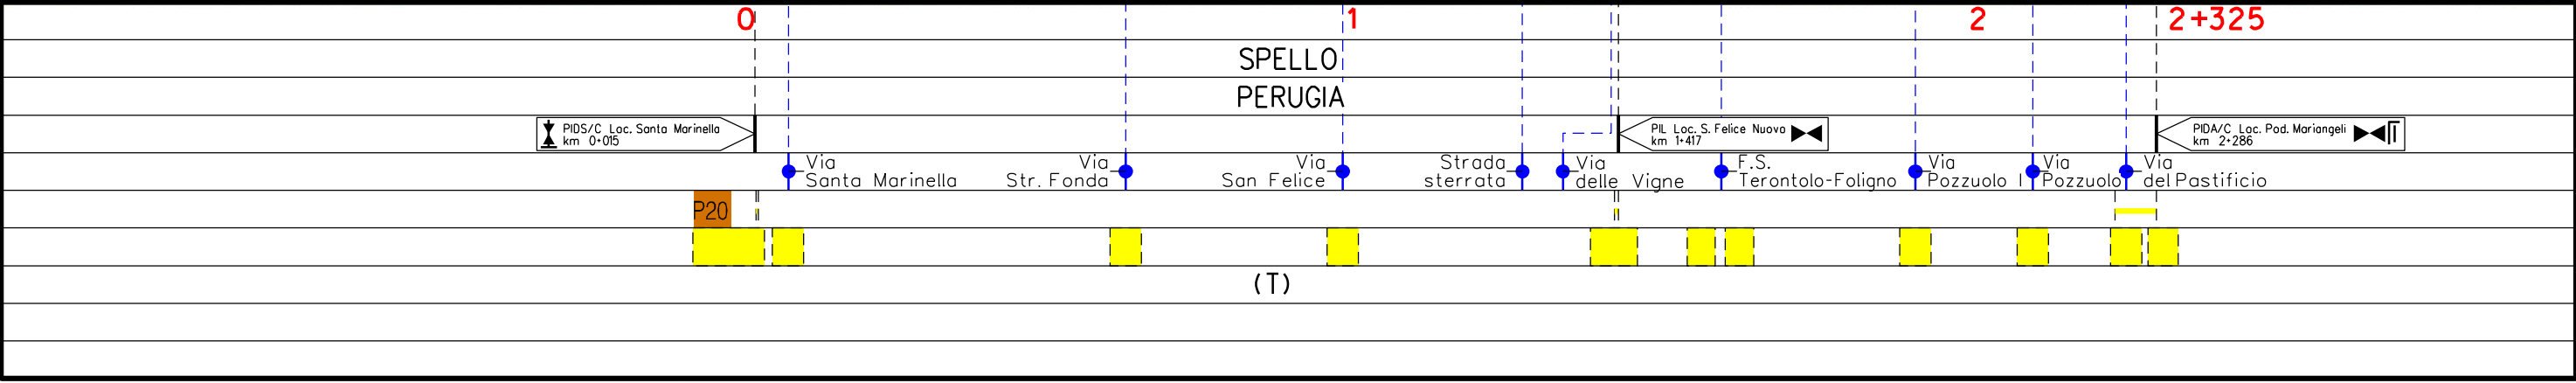 0 1 2 2+325
SPELLO
PERUGIA
PIDS/C Loc. Santa Marinella
km 0+015
PIL Loc. S. Felice Nuovo
km 1+417
PIDA/C Loc. Pod. Mariangeli
km 2+286
Via
Santa Marinella
Via
Str. Fonda
Via
San Felice
Strada
sterrata
Via
delle Vigne
F.S.
Terontolo-Foligno
Via
Pozzuolo I
Via
Pozzuolo
Via
del Pastificio
P20
(T)